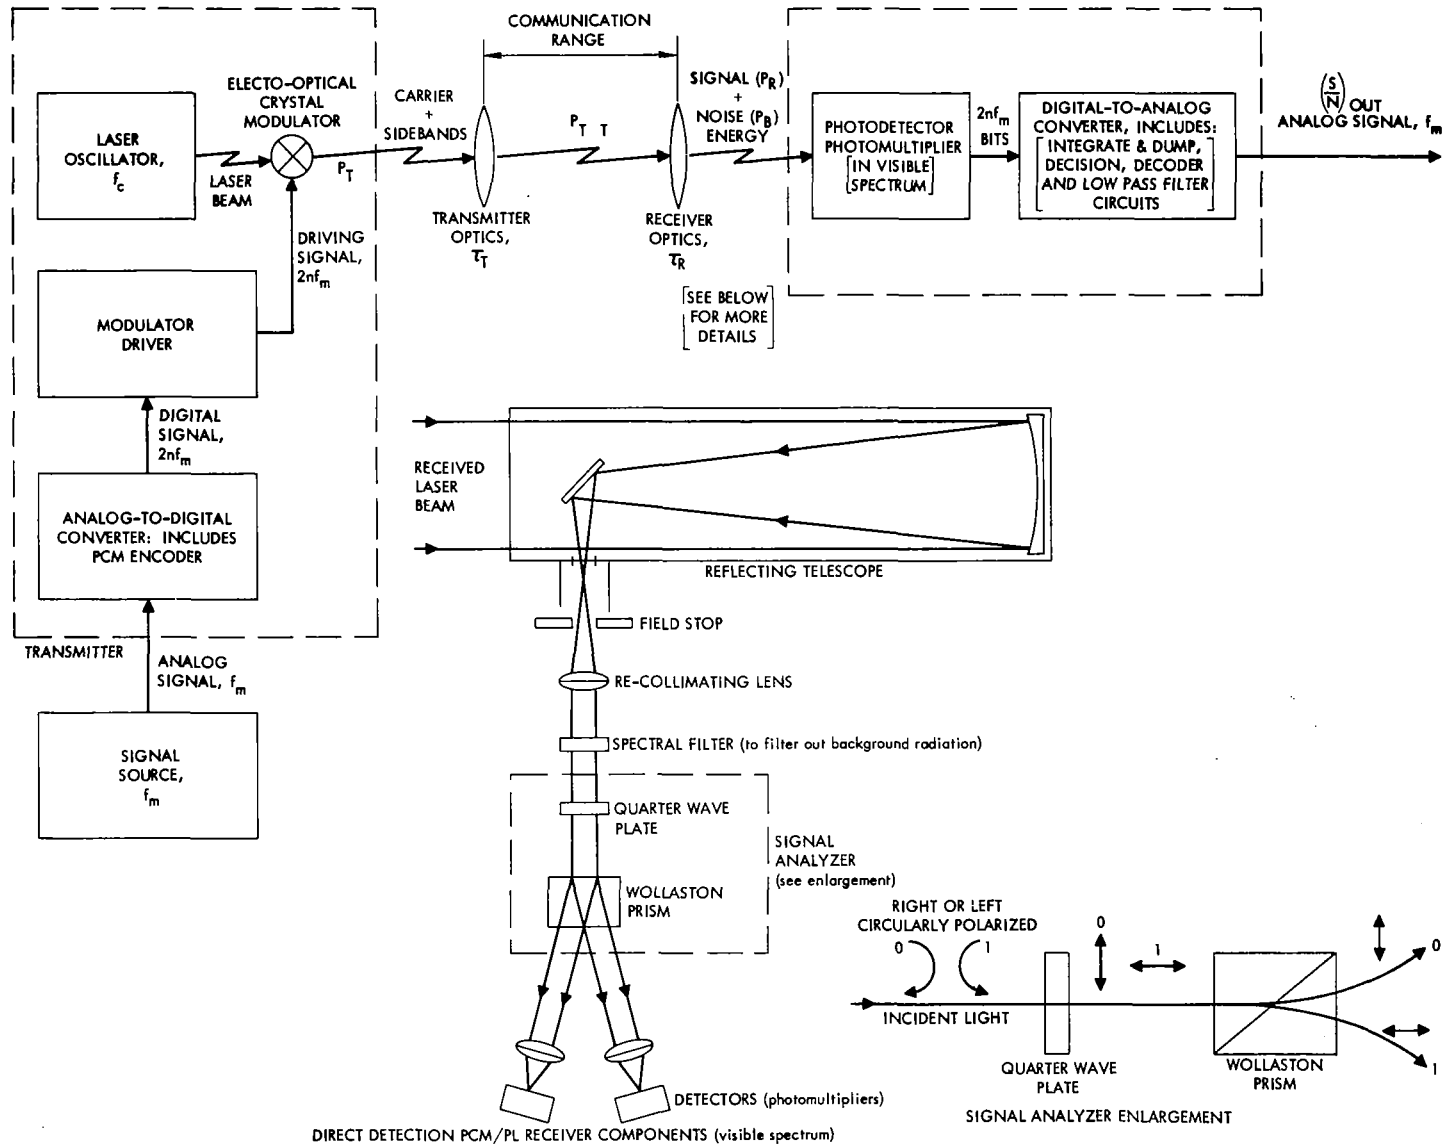 LASER
OSCILLATOR,
f_c
LASER
BEAM
ELECTO-OPTICAL
CRYSTAL
MODULATOR
P_T
DRIVING
SIGNAL,
2nf_m
MODULATOR
DRIVER
DIGITAL
SIGNAL,
2nf_m
ANALOG-TO-DIGITAL
CONVERTER: INCLUDES
PCM ENCODER
TRANSMITTER
ANALOG
SIGNAL, f_m
SIGNAL
SOURCE,
f_m
CARRIER
+
SIDEBANDS
COMMUNICATION
RANGE
P_T T
TRANSMITTER
OPTICS,
τ_T
RECEIVER
OPTICS,
τ_R
[SEE BELOW
FOR MORE
DETAILS]
SIGNAL (P_R)
+
NOISE (P_B)
ENERGY
PHOTODETECTOR
PHOTOMULTIPLIER
[IN VISIBLE
SPECTRUM]
2nf_m
BITS
DIGITAL-TO-ANALOG
CONVERTER, INCLUDES:
[INTEGRATE & DUMP,
DECISION, DECODER
AND LOW PASS FILTER
CIRCUITS]
(S/N) OUT
ANALOG SIGNAL, f_m
RECEIVED
LASER
BEAM
REFLECTING TELESCOPE
FIELD STOP
RE-COLLIMATING LENS
SPECTRAL FILTER (to filter out background radiation)
QUARTER WAVE
PLATE
SIGNAL
ANALYZER
(see enlargement)
WOLLASTON
PRISM
DETECTORS (photomultipliers)
DIRECT DETECTION PCM/PL RECEIVER COMPONENTS (visible spectrum)
RIGHT OR LEFT
CIRCULARLY POLARIZED
0
1
INCIDENT LIGHT
0
1
QUARTER WAVE
PLATE
WOLLASTON
PRISM
0
1
SIGNAL ANALYZER ENLARGEMENT